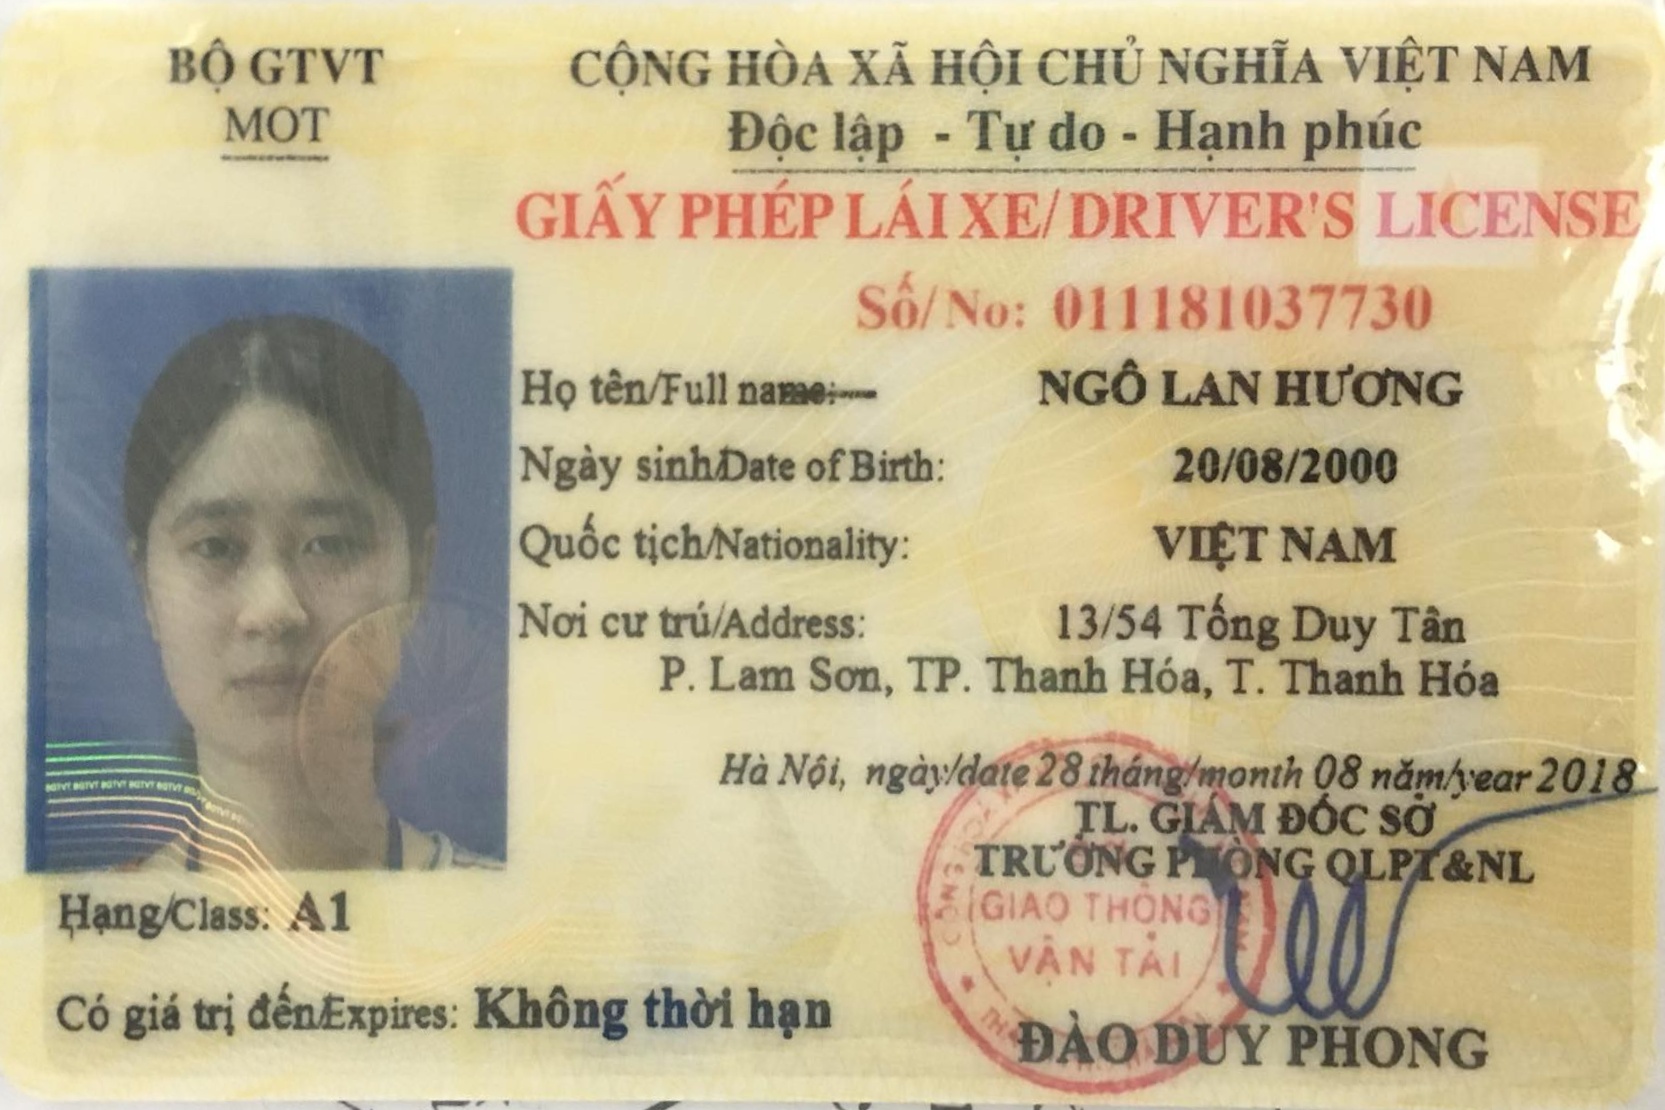 BỘ GTVT
MOT
CỘNG HÒA XÃ HỘI CHỦ NGHĨA VIỆT NAM
Độc lập - Tự do - Hạnh phúc
GIẤY PHÉP LÁI XE/ DRIVER'S LICENSE
Số/ No: 011181037730
Họ tên/Full name: NGÔ LAN HƯƠNG
Ngày sinh/Date of Birth: 20/08/2000
Quốc tịch/Nationality: VIỆT NAM
Nơi cư trú/Address: 13/54 Tống Duy Tân
P. Lam Sơn, TP. Thanh Hóa, T. Thanh Hóa
Hà Nội, ngày/date 28 tháng/month 08 năm/year 2018
TL. GIÁM ĐỐC SỞ
TRƯỞNG PHÒNG QLPT&NL
GIAO THÔNG
VẬN TẢI
ĐÀO DUY PHONG
BGTVT BGTVT BGTVT BGTVT
Hạng/Class: A1
Có giá trị đến/Expires: Không thời hạn